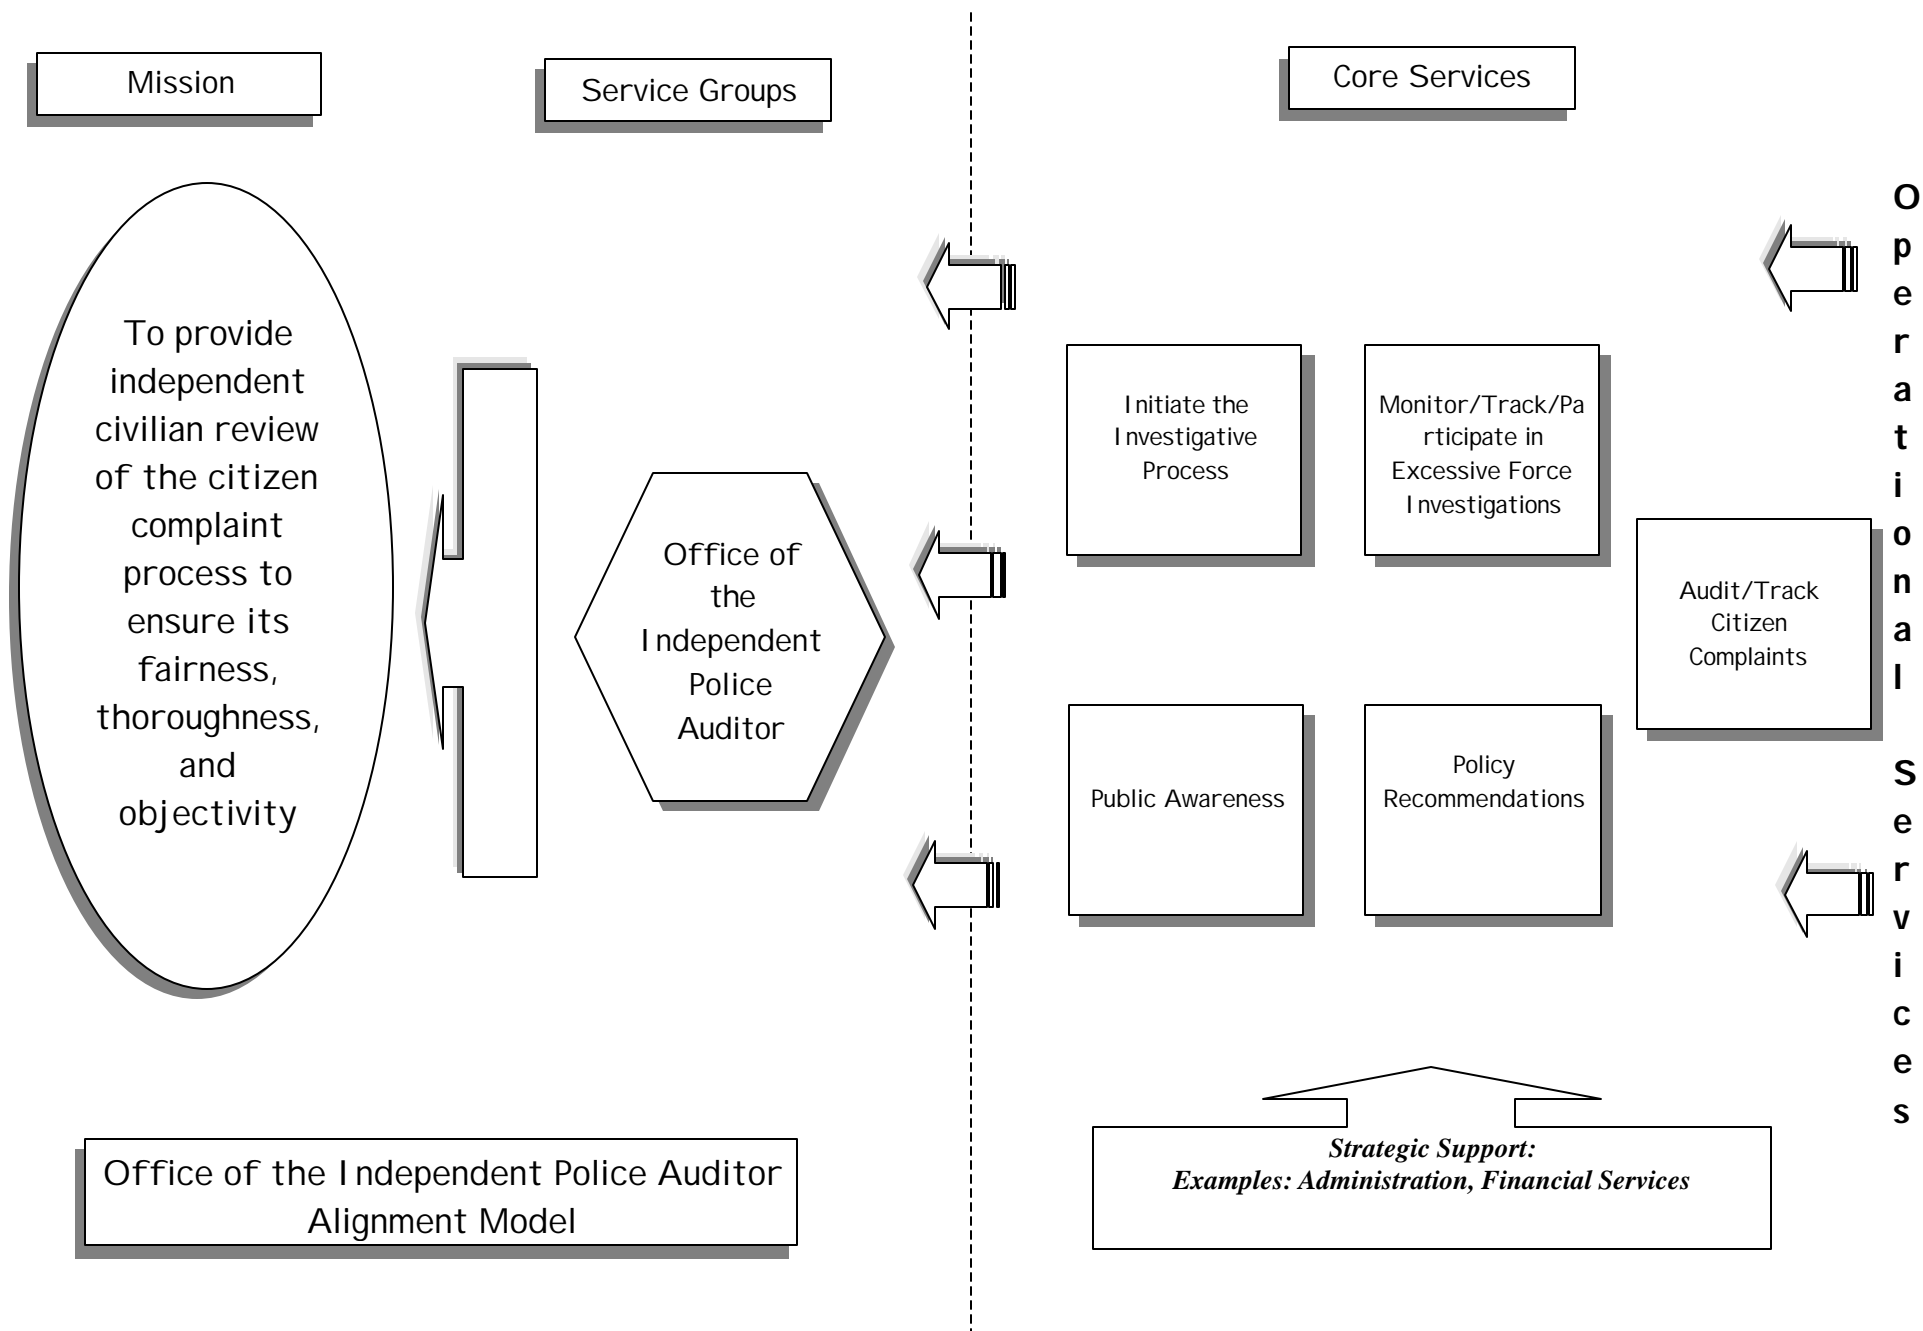 Mission
Service Groups
Core Services
To provide
independent
civilian review
of the citizen
complaint
process to
ensure its
fairness,
thoroughness,
and
objectivity
Office of
the
Independent
Police
Auditor
Initiate the
Investigative
Process
Monitor/Track/Pa
rticipate in
Excessive Force
Investigations
Audit/Track
Citizen
Complaints
Public Awareness
Policy
Recommendations
Operational Services
Strategic Support:
Examples: Administration, Financial Services
Office of the Independent Police Auditor
Alignment Model